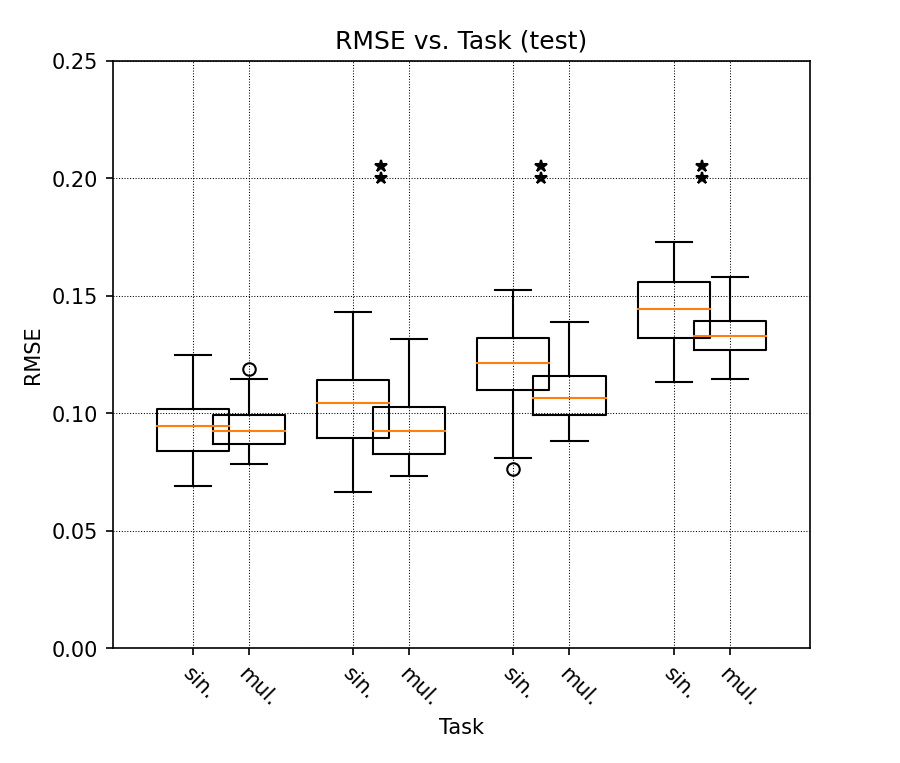 RMSE vs. Task (test)
0.25
0.20
0.15
0.10
0.05
0.00
RMSE
sin. mul. sin. mul. sin. mul. sin. mul.
Task